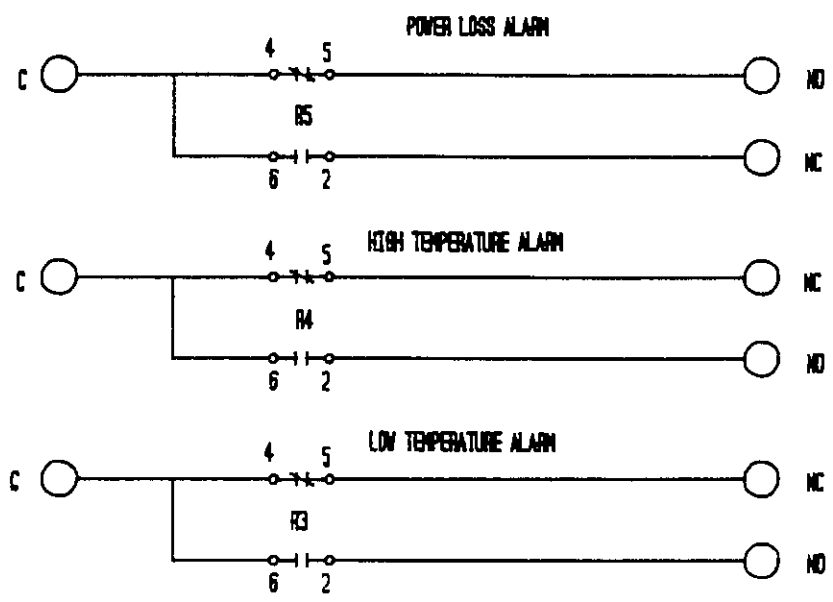 POWER LOSS ALARM
4 5
C NO
R5
NC
6 2
HIGH TEMPERATURE ALARM
4 5
C NC
R4
NO
6 2
LOW TEMPERATURE ALARM
4 5
C NC
R3
NO
6 2